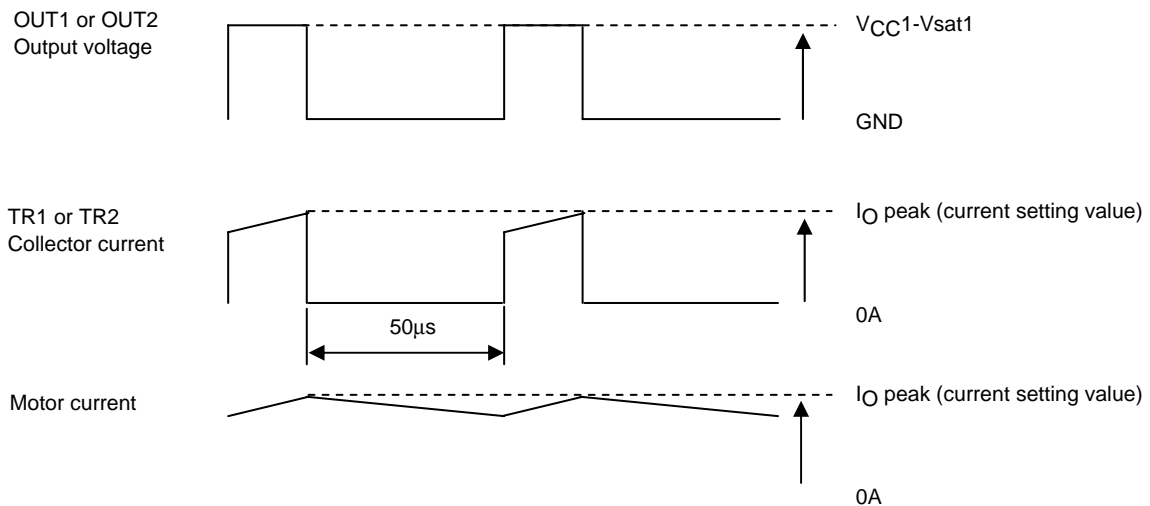 OUT1 or OUT2
Output voltage
VCC1-Vsat1
GND
TR1 or TR2
Collector current
IO peak (current setting value)
0A
50μs
Motor current
IO peak (current setting value)
0A